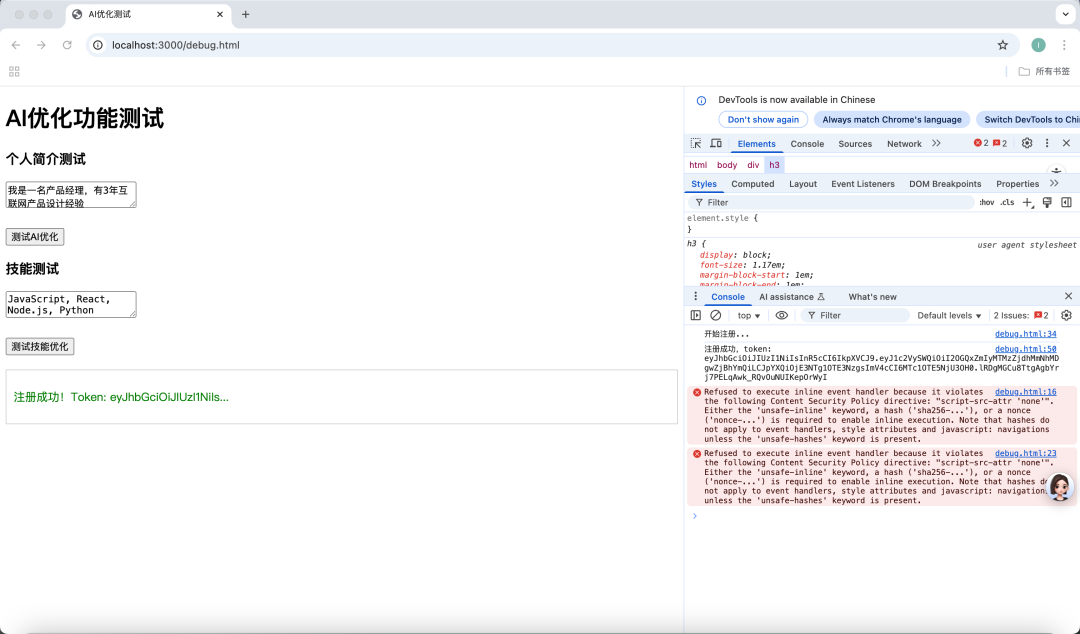 AI优化测试
localhost:3000/debug.html
I
所有书签
AI优化功能测试
个人简介测试
我是一名产品经理，有3年互
联网产品设计经验
测试AI优化
技能测试
JavaScript, React,
Node.js, Python
测试技能优化
注册成功！Token: eyJhbGciOiJIUzI1NiIs...
DevTools is now available in Chinese
Don't show again
Always match Chrome's language
Switch DevTools to Chi
Elements
Console
Sources
Network
2
2
html
body
div
h3
Styles
Computed
Layout
Event Listeners
DOM Breakpoints
Properties
Filter
:hov
.cls
element.style {
}
h3 {
user agent stylesheet
display: block;
font-size: 1.17em;
margin-block-start: 1em;
margin-block-end: 1em;
Console
AI assistance
What's new
top
Filter
Default levels
2 Issues:
2
开始注册...
debug.html:34
注册成功，token:
debug.html:50
Refused to execute inline event handler because it violates
debug.html:16
the following Content Security Policy directive: "script-src-attr 'none'".
Either the 'unsafe-inline' keyword, a hash ('sha256-...'), or a nonce
('nonce-...') is required to enable inline execution. Note that hashes do
not apply to event handlers, style attributes and javascript: navigations
unless the 'unsafe-hashes' keyword is present.
Refused to execute inline event handler because it violates
debug.html:23
the following Content Security Policy directive: "script-src-attr 'none'".
Either the 'unsafe-inline' keyword, a hash ('sha256-...'), or a nonce
('nonce-...') is required to enable inline execution. Note that hashes
not apply to event handlers, style attributes and javascript: navigation
unless the 'unsafe-hashes' keyword is present.